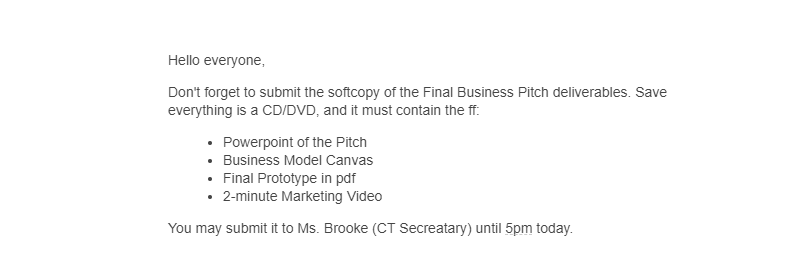 Hello everyone,
Don't forget to submit the softcopy of the Final Business Pitch deliverables. Save
everything is a CD/DVD, and it must contain the ff:
• Powerpoint of the Pitch
• Business Model Canvas
• Final Prototype in pdf
• 2-minute Marketing Video
You may submit it to Ms. Brooke (CT Secreatary) until 5pm today.